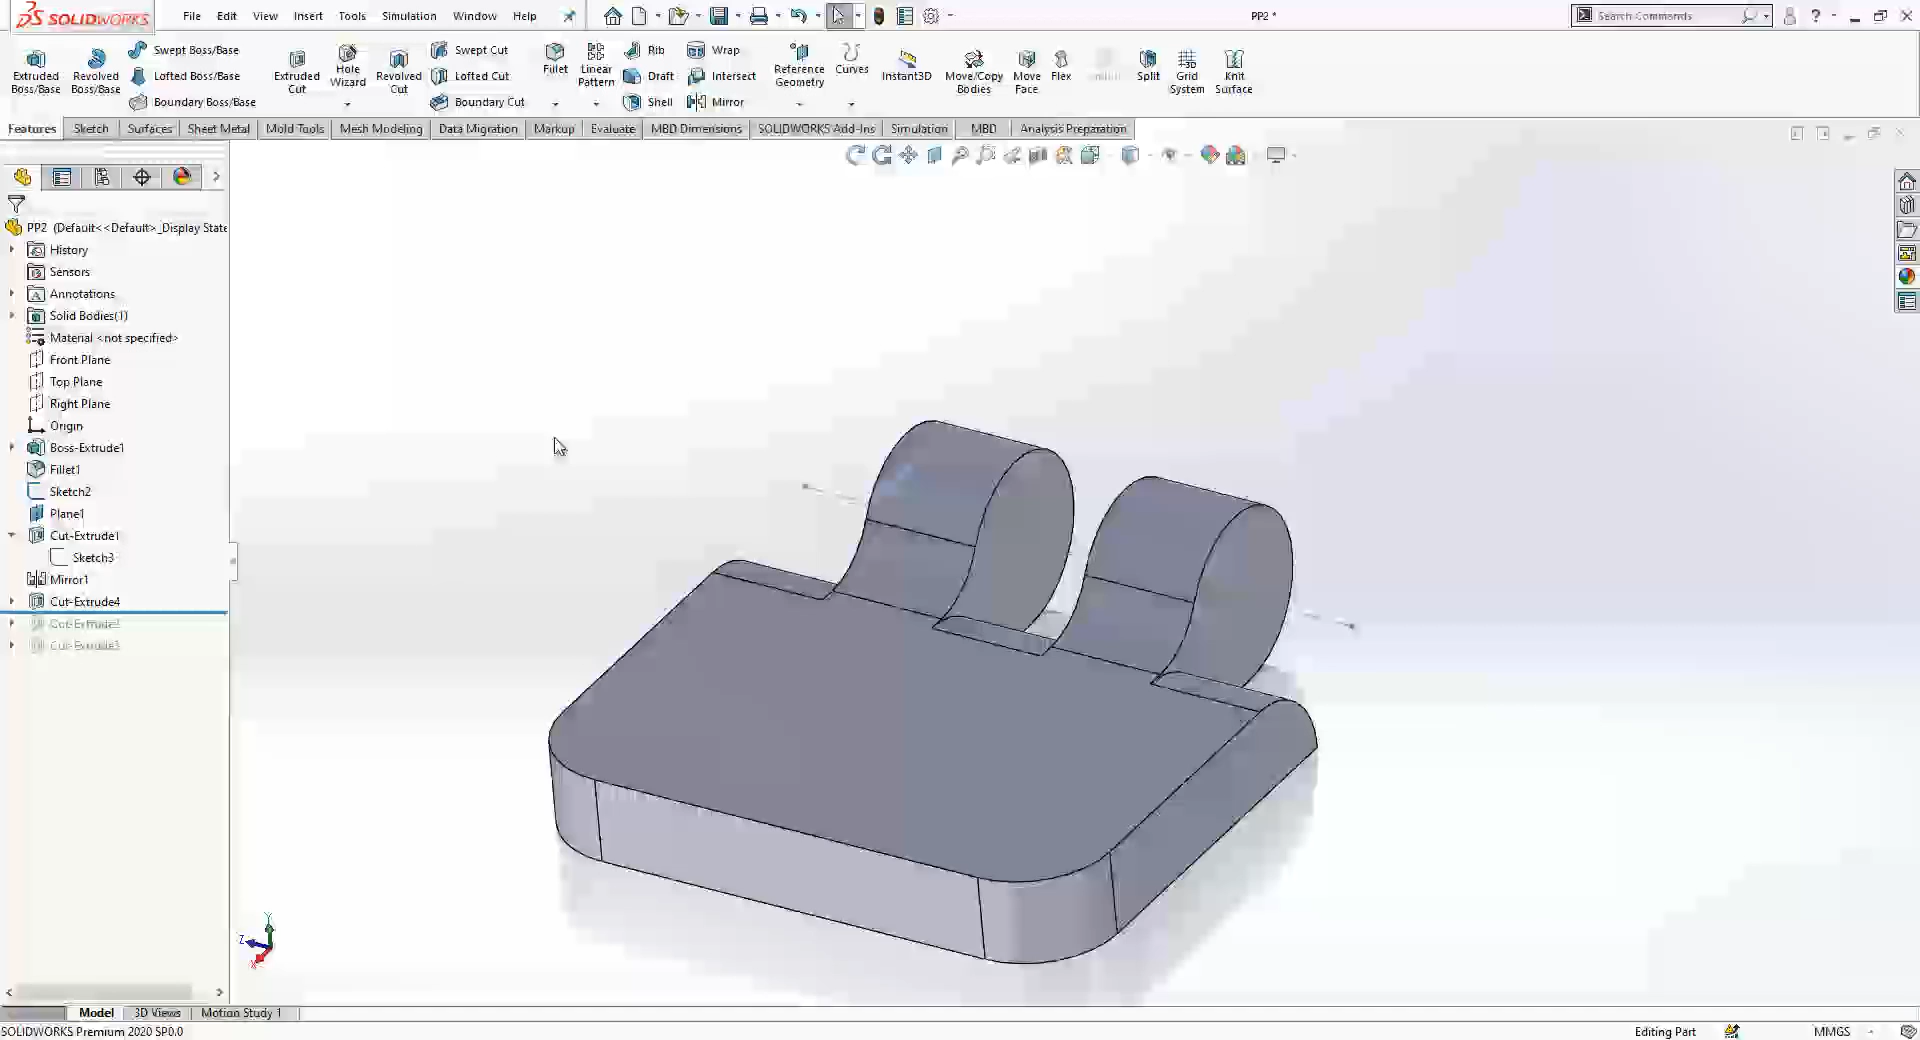 SOLIDWORKS File Edit View Insert Tools Simulation Window Help PP2 * Search Commands ?
Extruded Boss/Base
Revolved Boss/Base
Swept Boss/Base
Lofted Boss/Base
Boundary Boss/Base
Extruded Cut
Hole Wizard
Revolved Cut
Swept Cut
Lofted Cut
Boundary Cut
Fillet
Linear Pattern
Rib
Draft
Shell
Wrap
Intersect
Mirror
Reference Geometry
Curves
Instant3D
Move/Copy Bodies
Move Face
Flex
Split
Grid System
Knit Surface
Features Sketch Surfaces Sheet Metal Mold Tools Mesh Modeling Data Migration Markup Evaluate MBD Dimensions SOLIDWORKS Add-Ins Simulation MBD Analysis Preparation
PP2 (Default<<Default>_Display State
History
Sensors
Annotations
Solid Bodies(1)
Material <not specified>
Front Plane
Top Plane
Right Plane
Origin
Boss-Extrude1
Fillet1
Sketch2
Plane1
Cut-Extrude1
Sketch3
Mirror1
Cut-Extrude4
Cut-Extrude2
Cut-Extrude3
Y
Z
X
Model 3D Views Motion Study 1
SOLIDWORKS Premium 2020 SP0.0 Editing Part MMGS